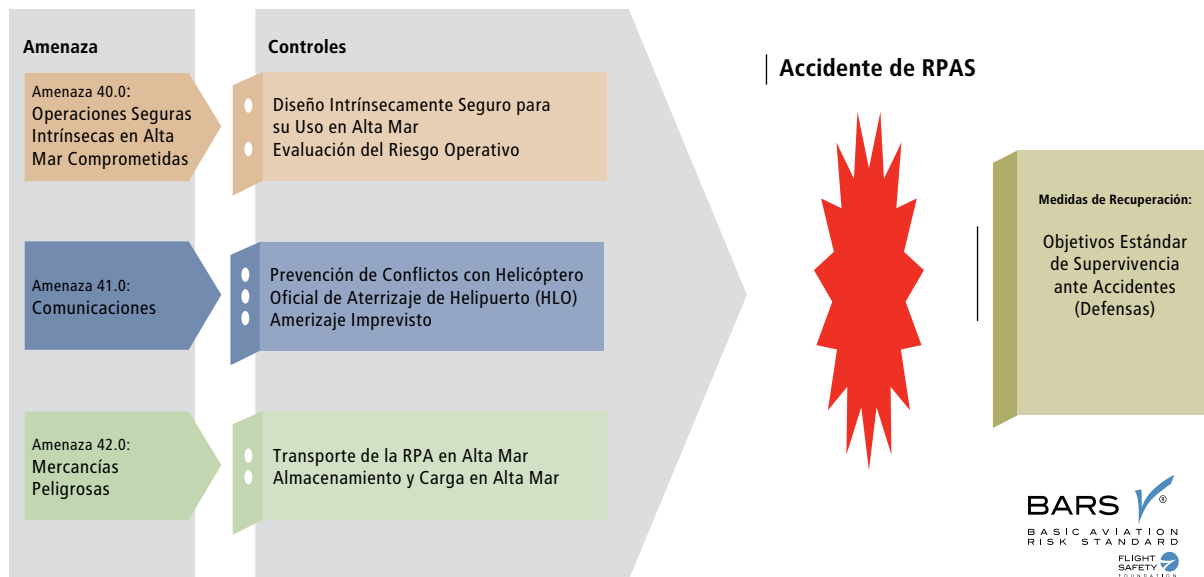 Amenaza
Controles
Accidente de RPAS
Amenaza 40.0:
Operaciones Seguras
Intrínsecas en Alta
Mar Comprometidas
Diseño Intrínsecamente Seguro para
su Uso en Alta Mar
Evaluación del Riesgo Operativo
Amenaza 41.0:
Comunicaciones
Prevención de Conflictos con Helicóptero
Oficial de Aterrizaje de Helipuerto (HLO)
Amerizaje Imprevisto
Amenaza 42.0:
Mercancías
Peligrosas
Transporte de la RPA en Alta Mar
Almacenamiento y Carga en Alta Mar
Medidas de Recuperación:
Objetivos Estándar
de Supervivencia
ante Accidentes
(Defensas)
BARS ®
BASIC AVIATION
RISK STANDARD
FLIGHT
SAFETY
FOUNDATION